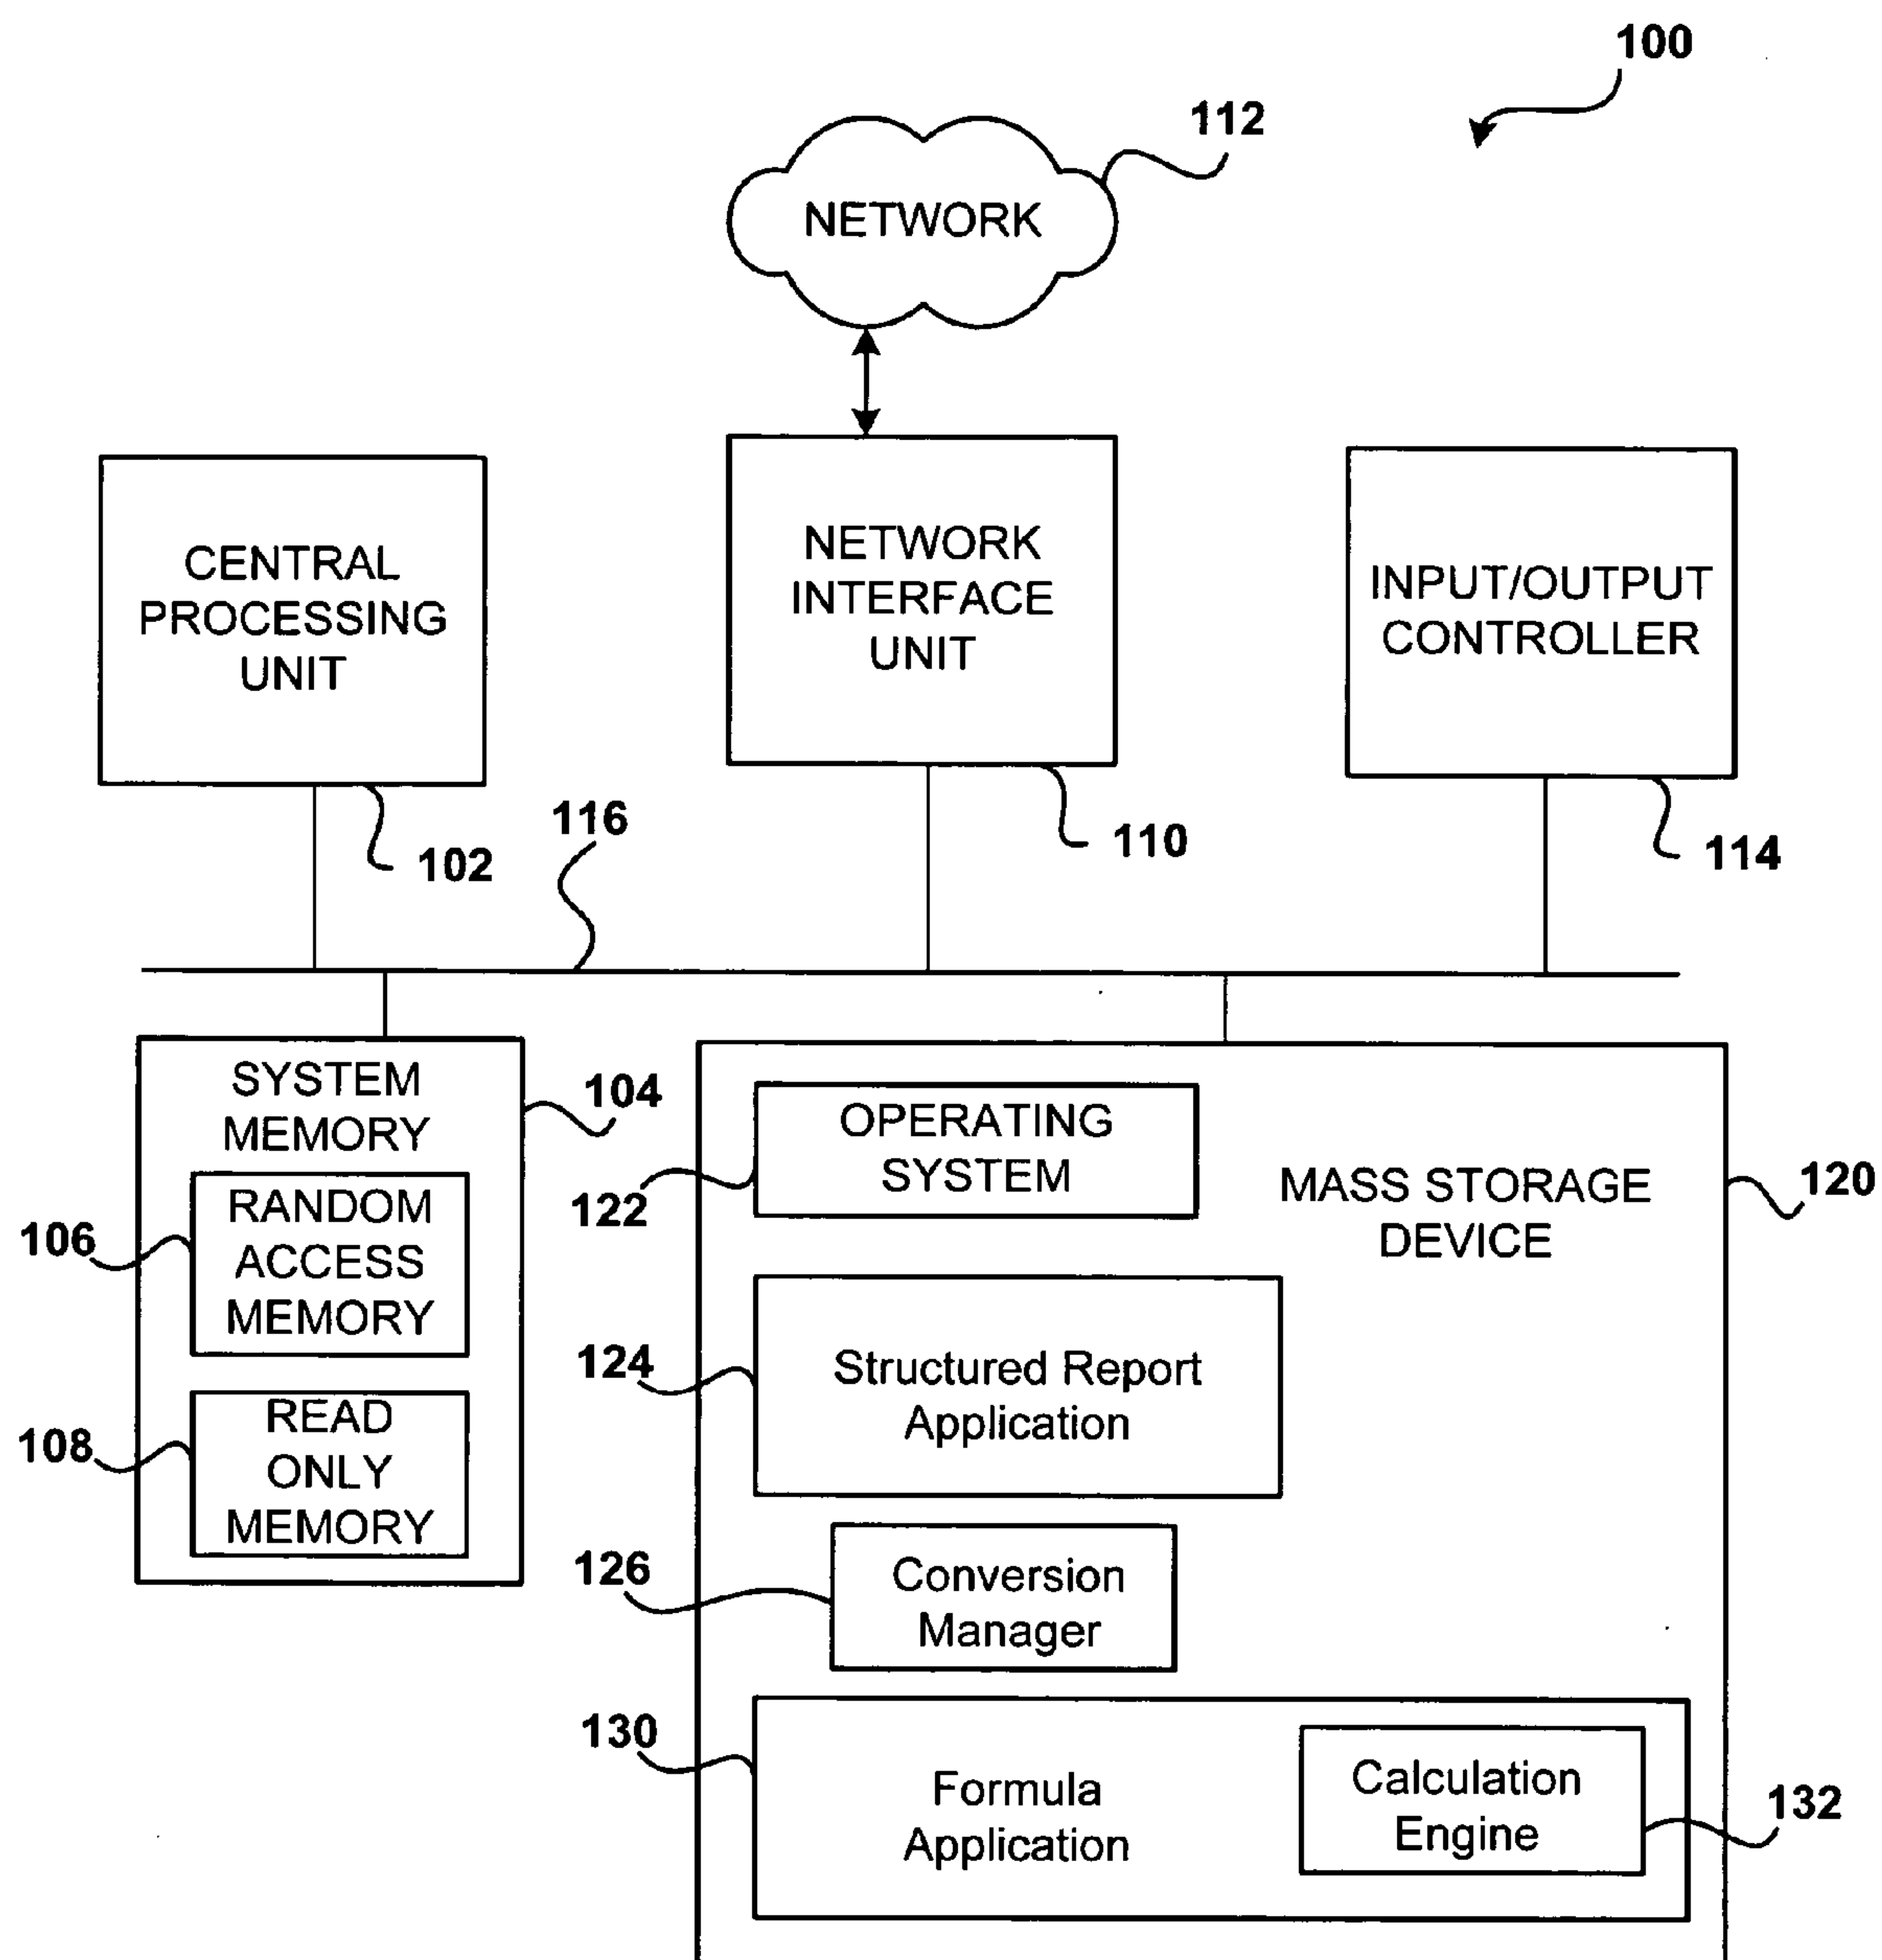 100
112
NETWORK
CENTRAL
PROCESSING
UNIT
NETWORK
INTERFACE
UNIT
INPUT/OUTPUT
CONTROLLER
116
102
110
114
SYSTEM
MEMORY
104
RANDOM
ACCESS
MEMORY
106
READ
ONLY
MEMORY
108
OPERATING
SYSTEM
122
MASS STORAGE
DEVICE
120
124
Structured Report
Application
126
Conversion
Manager
130
Formula
Application
Calculation
Engine
132